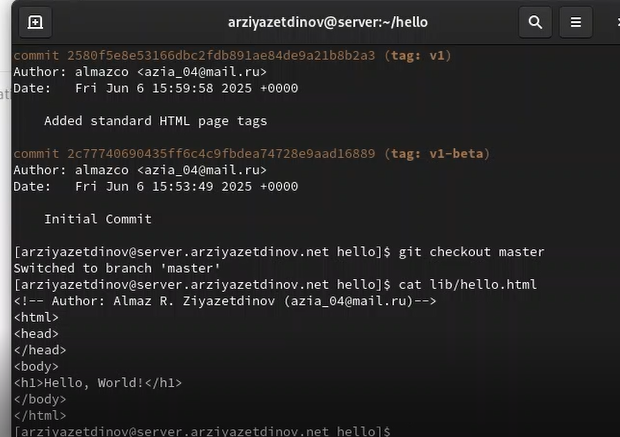 arziyazetdinov@server:~/hello
commit 2580f5e8e53166dbc2fdb891ae84de9a21b8b2a3 (tag: v1)
Author: almazco <azia_04@mail.ru>
Date:   Fri Jun 6 15:59:58 2025 +0000
    Added standard HTML page tags
commit 2c77740690435ff6c4c9fbdea74728e9aad16889 (tag: v1-beta)
Author: almazco <azia_04@mail.ru>
Date:   Fri Jun 6 15:53:49 2025 +0000
    Initial Commit
[arziyazetdinov@server.arziyazetdinov.net hello]$ git checkout master
Switched to branch 'master'
[arziyazetdinov@server.arziyazetdinov.net hello]$ cat lib/hello.html
<!-- Author: Almaz R. Ziyazetdinov (azia_04@mail.ru)-->
<html>
<head>
</head>
<body>
<h1>Hello, World!</h1>
</body>
</html>
[arziyazetdinov@server.arziyazetdinov.net hello]$